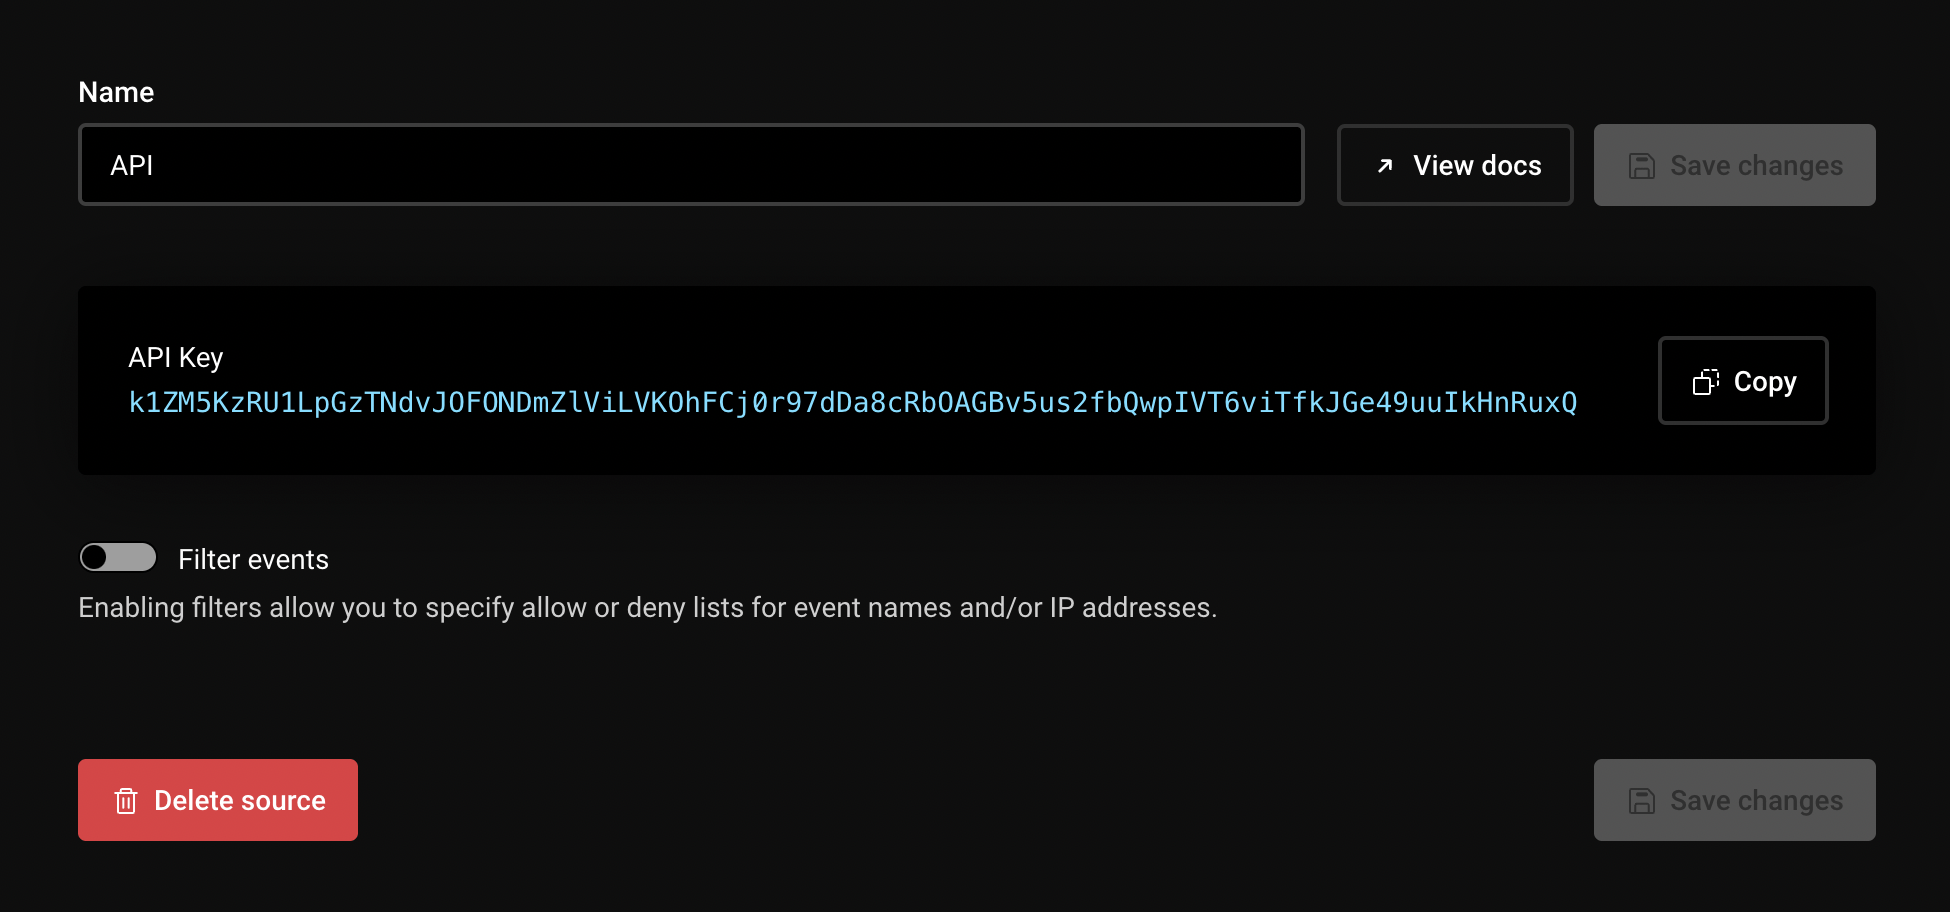 Name
API
View docs
Save changes
API Key
k1ZM5KzRU1LpGzTNdvJOFONDmZlViLVKOhFCj0r97dDa8cRbOAGBv5us2fbQwpIVT6viTfkJGe49uuIkHnRuxQ
Copy
Filter events
Enabling filters allow you to specify allow or deny lists for event names and/or IP addresses.
Delete source
Save changes